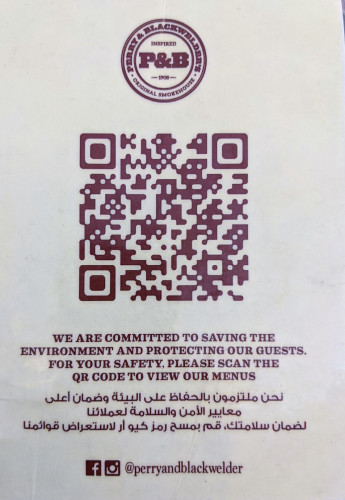 PERRY & BLACKWELDER'S
INSPIRED
P&B
ORIGINAL SMOKEHOUSE
WE ARE COMMITTED TO SAVING THE
ENVIRONMENT AND PROTECTING OUR GUESTS.
FOR YOUR SAFETY, PLEASE SCAN THE
QR CODE TO VIEW OUR MENUS
نحن ملتزمون بالحفاظ على البيئة وضمان أعلى
معايير الأمن والسلامة لعملائنا
لضمان سلامتك، قم بمسح رمز كيو أر لاستعراض قوائمنا
@perryandblackwelder